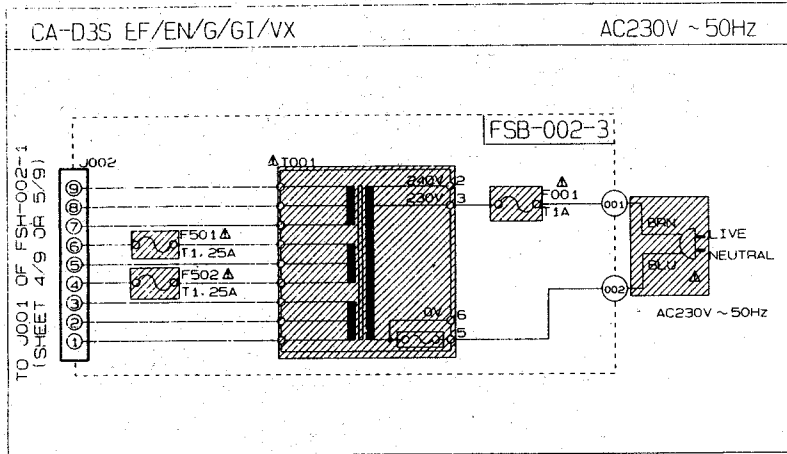 CA-D3S EF/EN/G/GI/VX
AC230V ~ 50Hz
FSB-002-3
J002
T001
240V 2
230V 3
F001
T1A
001
BRN
LIVE
NEUTRAL
BLU
002
AC230V ~ 50Hz
9
8
7
6
5
4
3
2
1
F501
T1.25A
F502
T1.25A
0V
6
5
TO J001 OF FSH-002-1
(SHEET 4/9 OR 5/9)